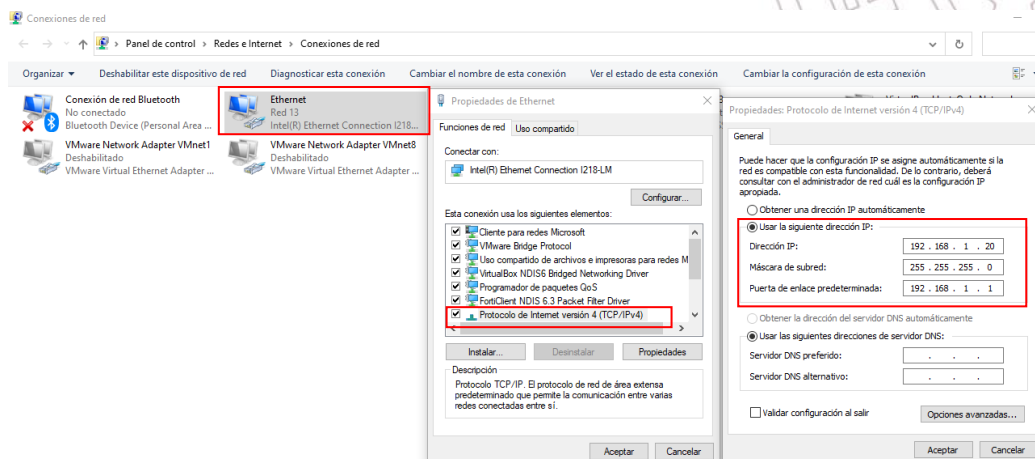 Conexiones de red
Panel de control > Redes e Internet > Conexiones de red
Organizar Deshabilitar este dispositivo de red Diagnosticar esta conexión Cambiar el nombre de esta conexión Ver el estado de esta conexión Cambiar la configuración de esta conexión
Conexión de red Bluetooth
No conectado
Bluetooth Device (Personal Area ...
Ethernet
Red 13
Intel(R) Ethernet Connection I218...
VMware Network Adapter VMnet1
Deshabilitado
VMware Virtual Ethernet Adapter ...
VMware Network Adapter VMnet8
Deshabilitado
VMware Virtual Ethernet Adapter ...
Propiedades de Ethernet
Funciones de red Uso compartido
Conectar con:
Intel(R) Ethernet Connection I218-LM
Configurar...
Esta conexión usa los siguientes elementos:
Cliente para redes Microsoft
VMware Bridge Protocol
Uso compartido de archivos e impresoras para redes M
VirtualBox NDIS6 Bridged Networking Driver
Programador de paquetes QoS
FortiClient NDIS 6.3 Packet Filter Driver
Protocolo de Internet versión 4 (TCP/IPv4)
Instalar... Desinstalar Propiedades
Descripción
Protocolo TCP/IP. El protocolo de red de área extensa
predeterminado que permite la comunicación entre varias
redes conectadas entre sí.
Aceptar Cancelar
Propiedades: Protocolo de Internet versión 4 (TCP/IPv4)
General
Puede hacer que la configuración IP se asigne automáticamente si la
red es compatible con esta funcionalidad. De lo contrario, deberá
consultar con el administrador de red cuál es la configuración IP
apropiada.
Obtener una dirección IP automáticamente
Usar la siguiente dirección IP:
Dirección IP: 192 . 168 . 1 . 20
Máscara de subred: 255 . 255 . 255 . 0
Puerta de enlace predeterminada: 192 . 168 . 1 . 1
Obtener la dirección del servidor DNS automáticamente
Usar las siguientes direcciones de servidor DNS:
Servidor DNS preferido: . . .
Servidor DNS alternativo: . . .
Validar configuración al salir
Opciones avanzadas...
Aceptar Cancelar